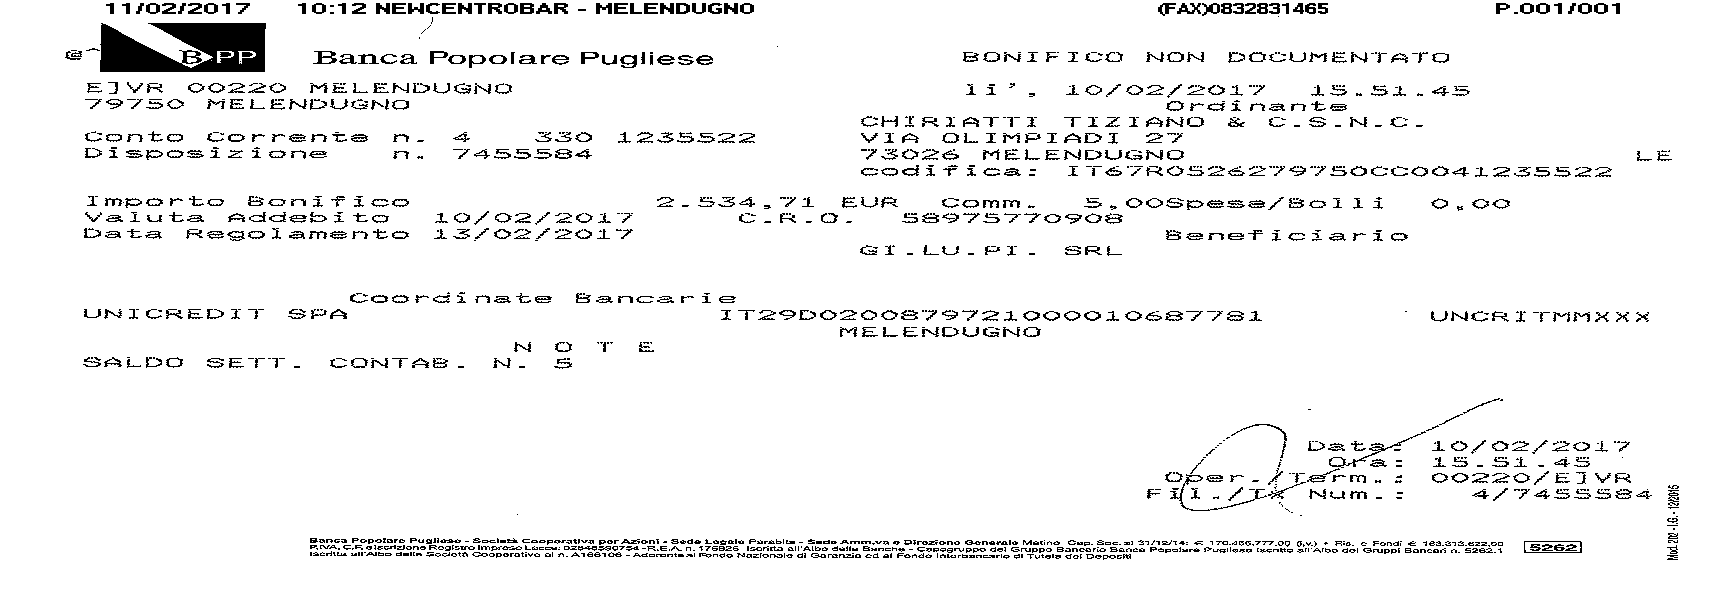 11/02/2017 10:12 NEWCENTROBAR - MELENDUGNO (FAX)0832831465 P.001/001
BPP Banca Popolare Pugliese BONIFICO NON DOCUMENTATO
EJVR 00220 MELENDUGNO li', 10/02/2017 15.51.45
79750 MELENDUGNO Ordinante
CHIRIATTI TIZIANO & C.S.N.C.
Conto Corrente n. 4 330 1235522 VIA OLIMPIADI 27
Disposizione n. 7455584 73026 MELENDUGNO LE
codifica: IT67R0526279750CC0041235522
Importo Bonifico 2.534,71 EUR Comm. 5,00Spese/Bolli 0,00
Valuta Addebito 10/02/2017 C.R.O. 58975770908
Data Regolamento 13/02/2017 Beneficiario
GI.LU.PI. SRL
Coordinate Bancarie
UNICREDIT SPA IT29D0200879721000010687781 UNCRITMMXXX
MELENDUGNO
N O T E
SALDO SETT. CONTAB. N. 5
Data: 10/02/2017
Ora: 15.51.45
Oper./Term.: 00220/EJVR
Fil./Tx Num.: 4/7455584
Mod. 202 - I.G. - 12/2015
Banca Popolare Pugliese - Società Cooperativa per Azioni - Sede Legale Parabita - Sede Amm.va e Direzione Generale Matino Cap. Soc. al 31/12/14: € 170.466.777,00 (i.v.) + Ris. e Fondi € 163.313.622,00
P.IVA, C.F. e Iscrizione Registro Imprese Lecce: 02848590754 - R.E.A. n. 176926 Iscritta all'Albo delle Banche - Capogruppo del Gruppo Bancario Banca Popolare Pugliese iscritto all'Albo dei Gruppi Bancari n. 5262.1
Iscritta all'Albo delle Società Cooperative al n. A166106 - Aderente al Fondo Nazionale di Garanzia ed al Fondo Interbancario di Tutela dei Depositi
5262